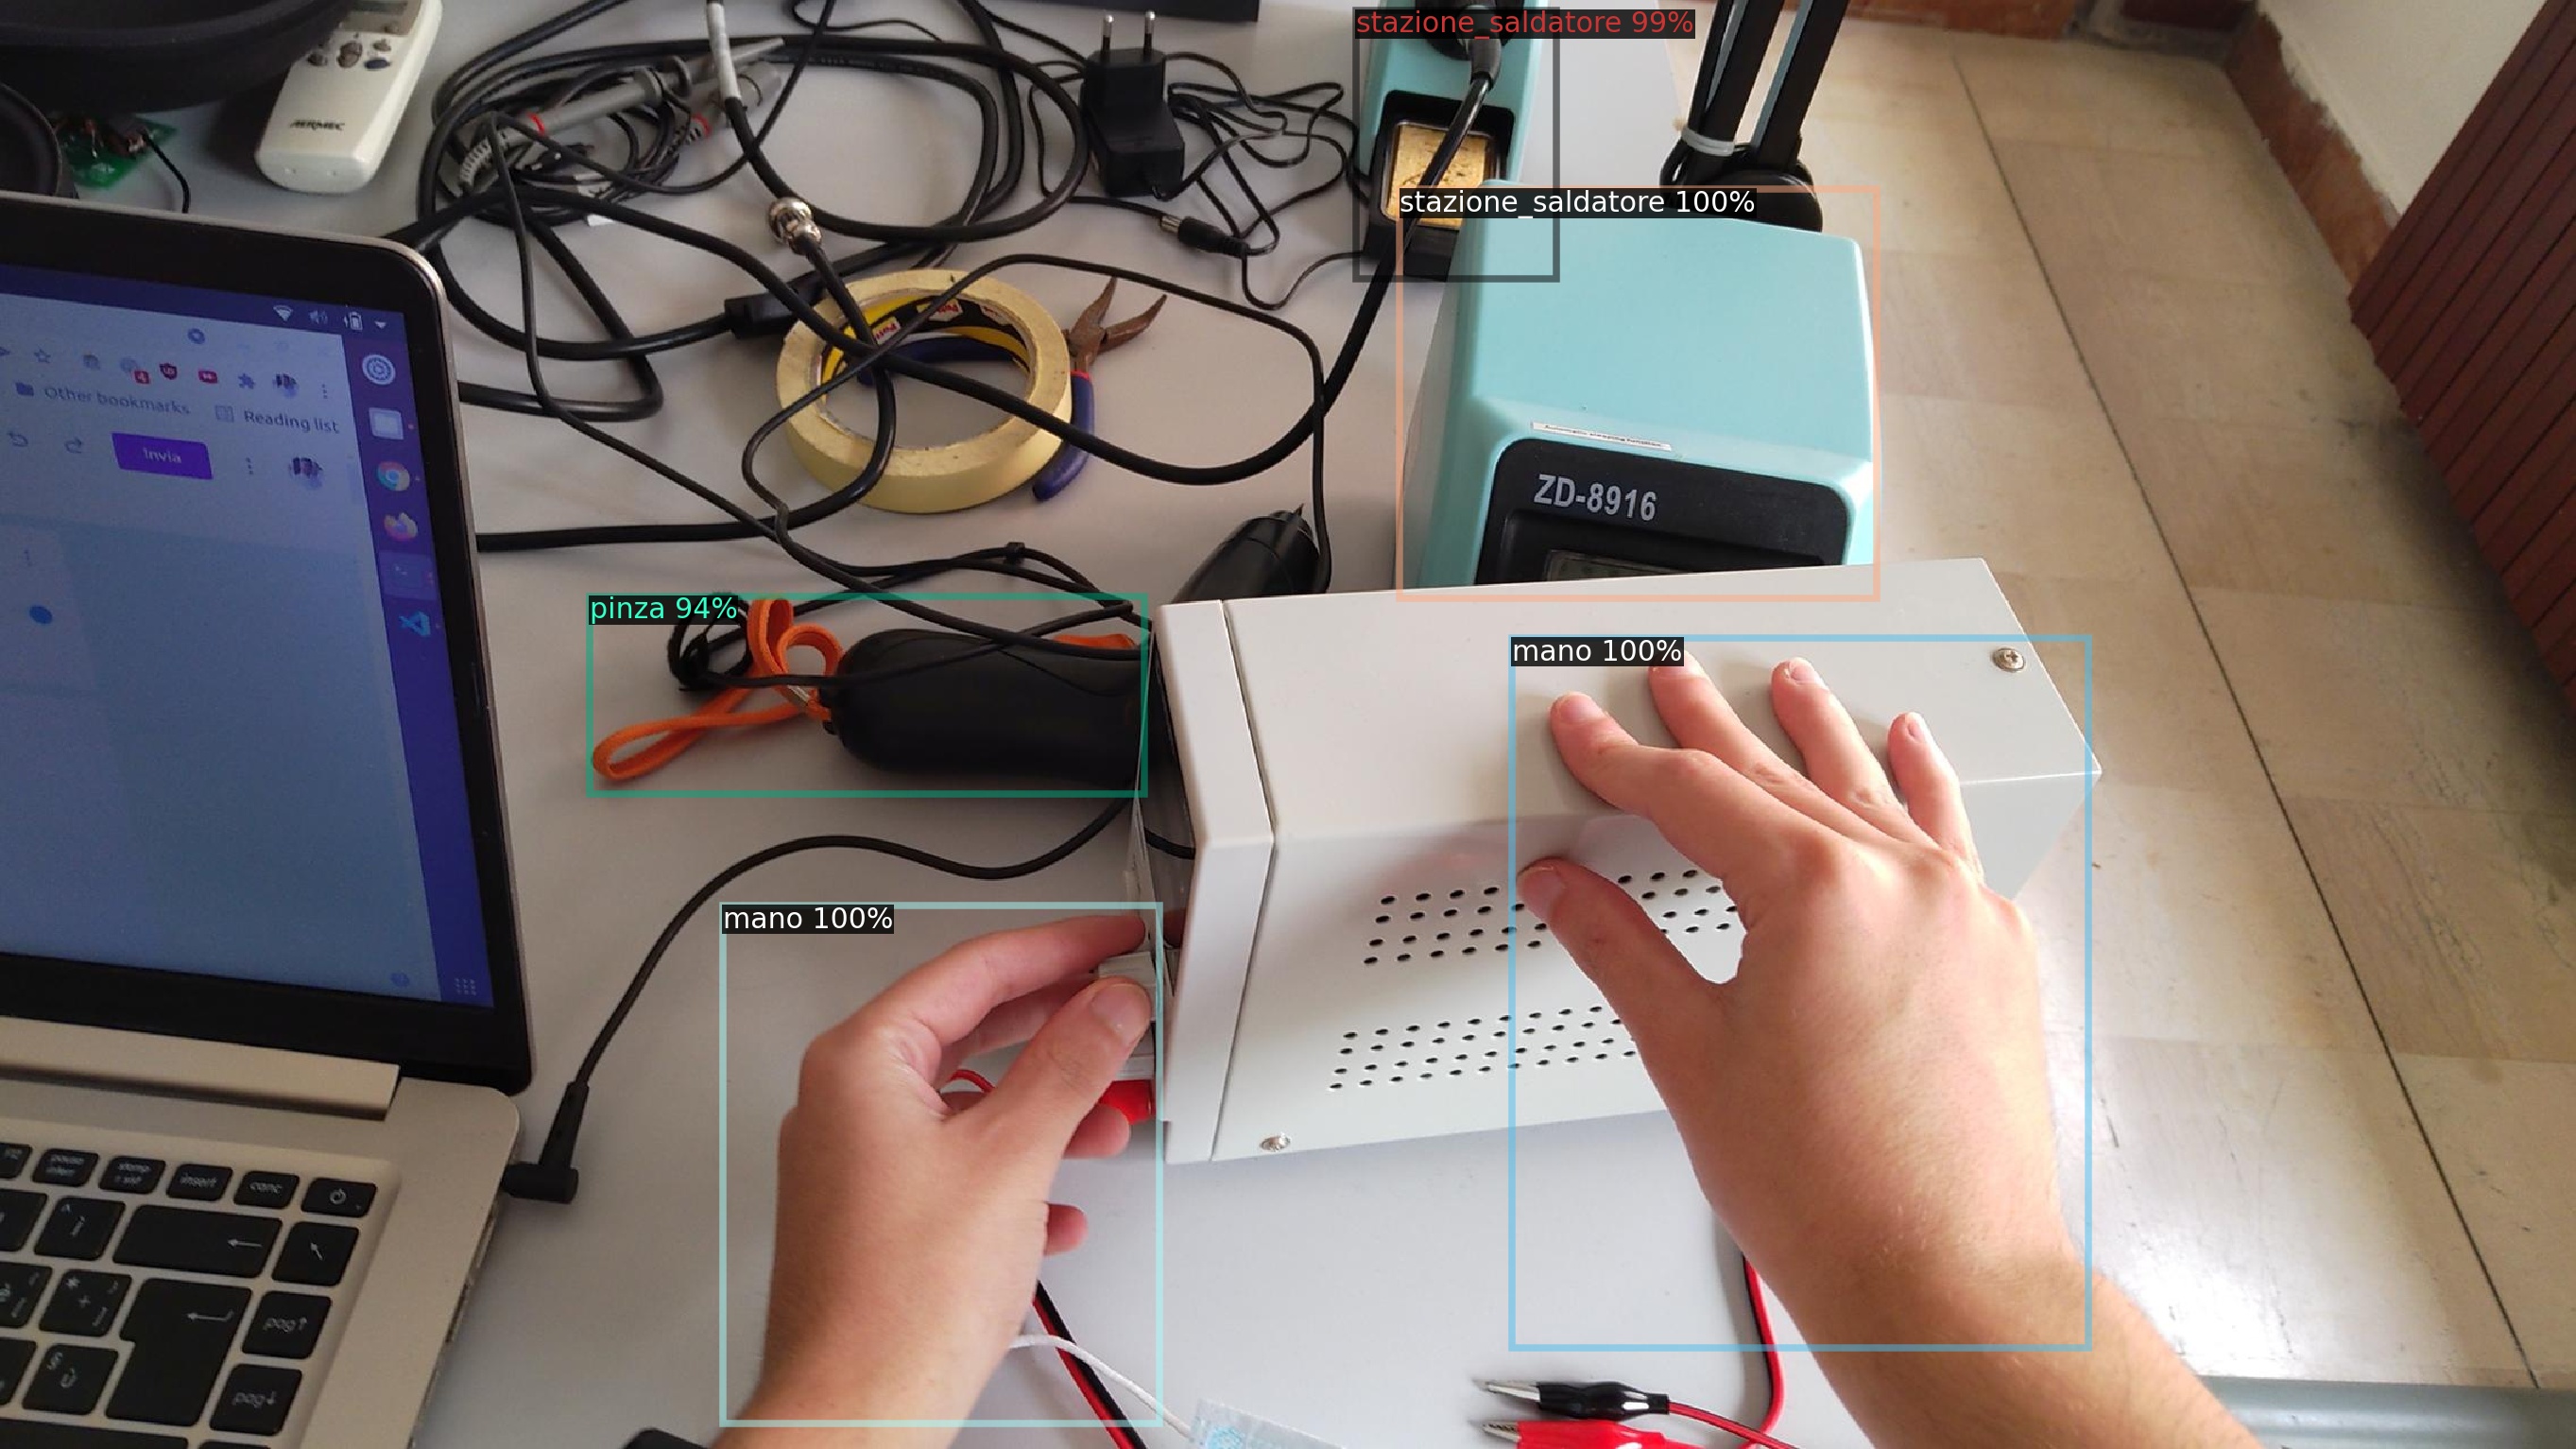 stazione_saldatore 99%
AERMEC
stazione_saldatore 100%
Other bookmarks
Reading list
Invia
ZD-8916
pinza 94%
mano 100%
mano 100%
insert
canc
pag↑
pag↓